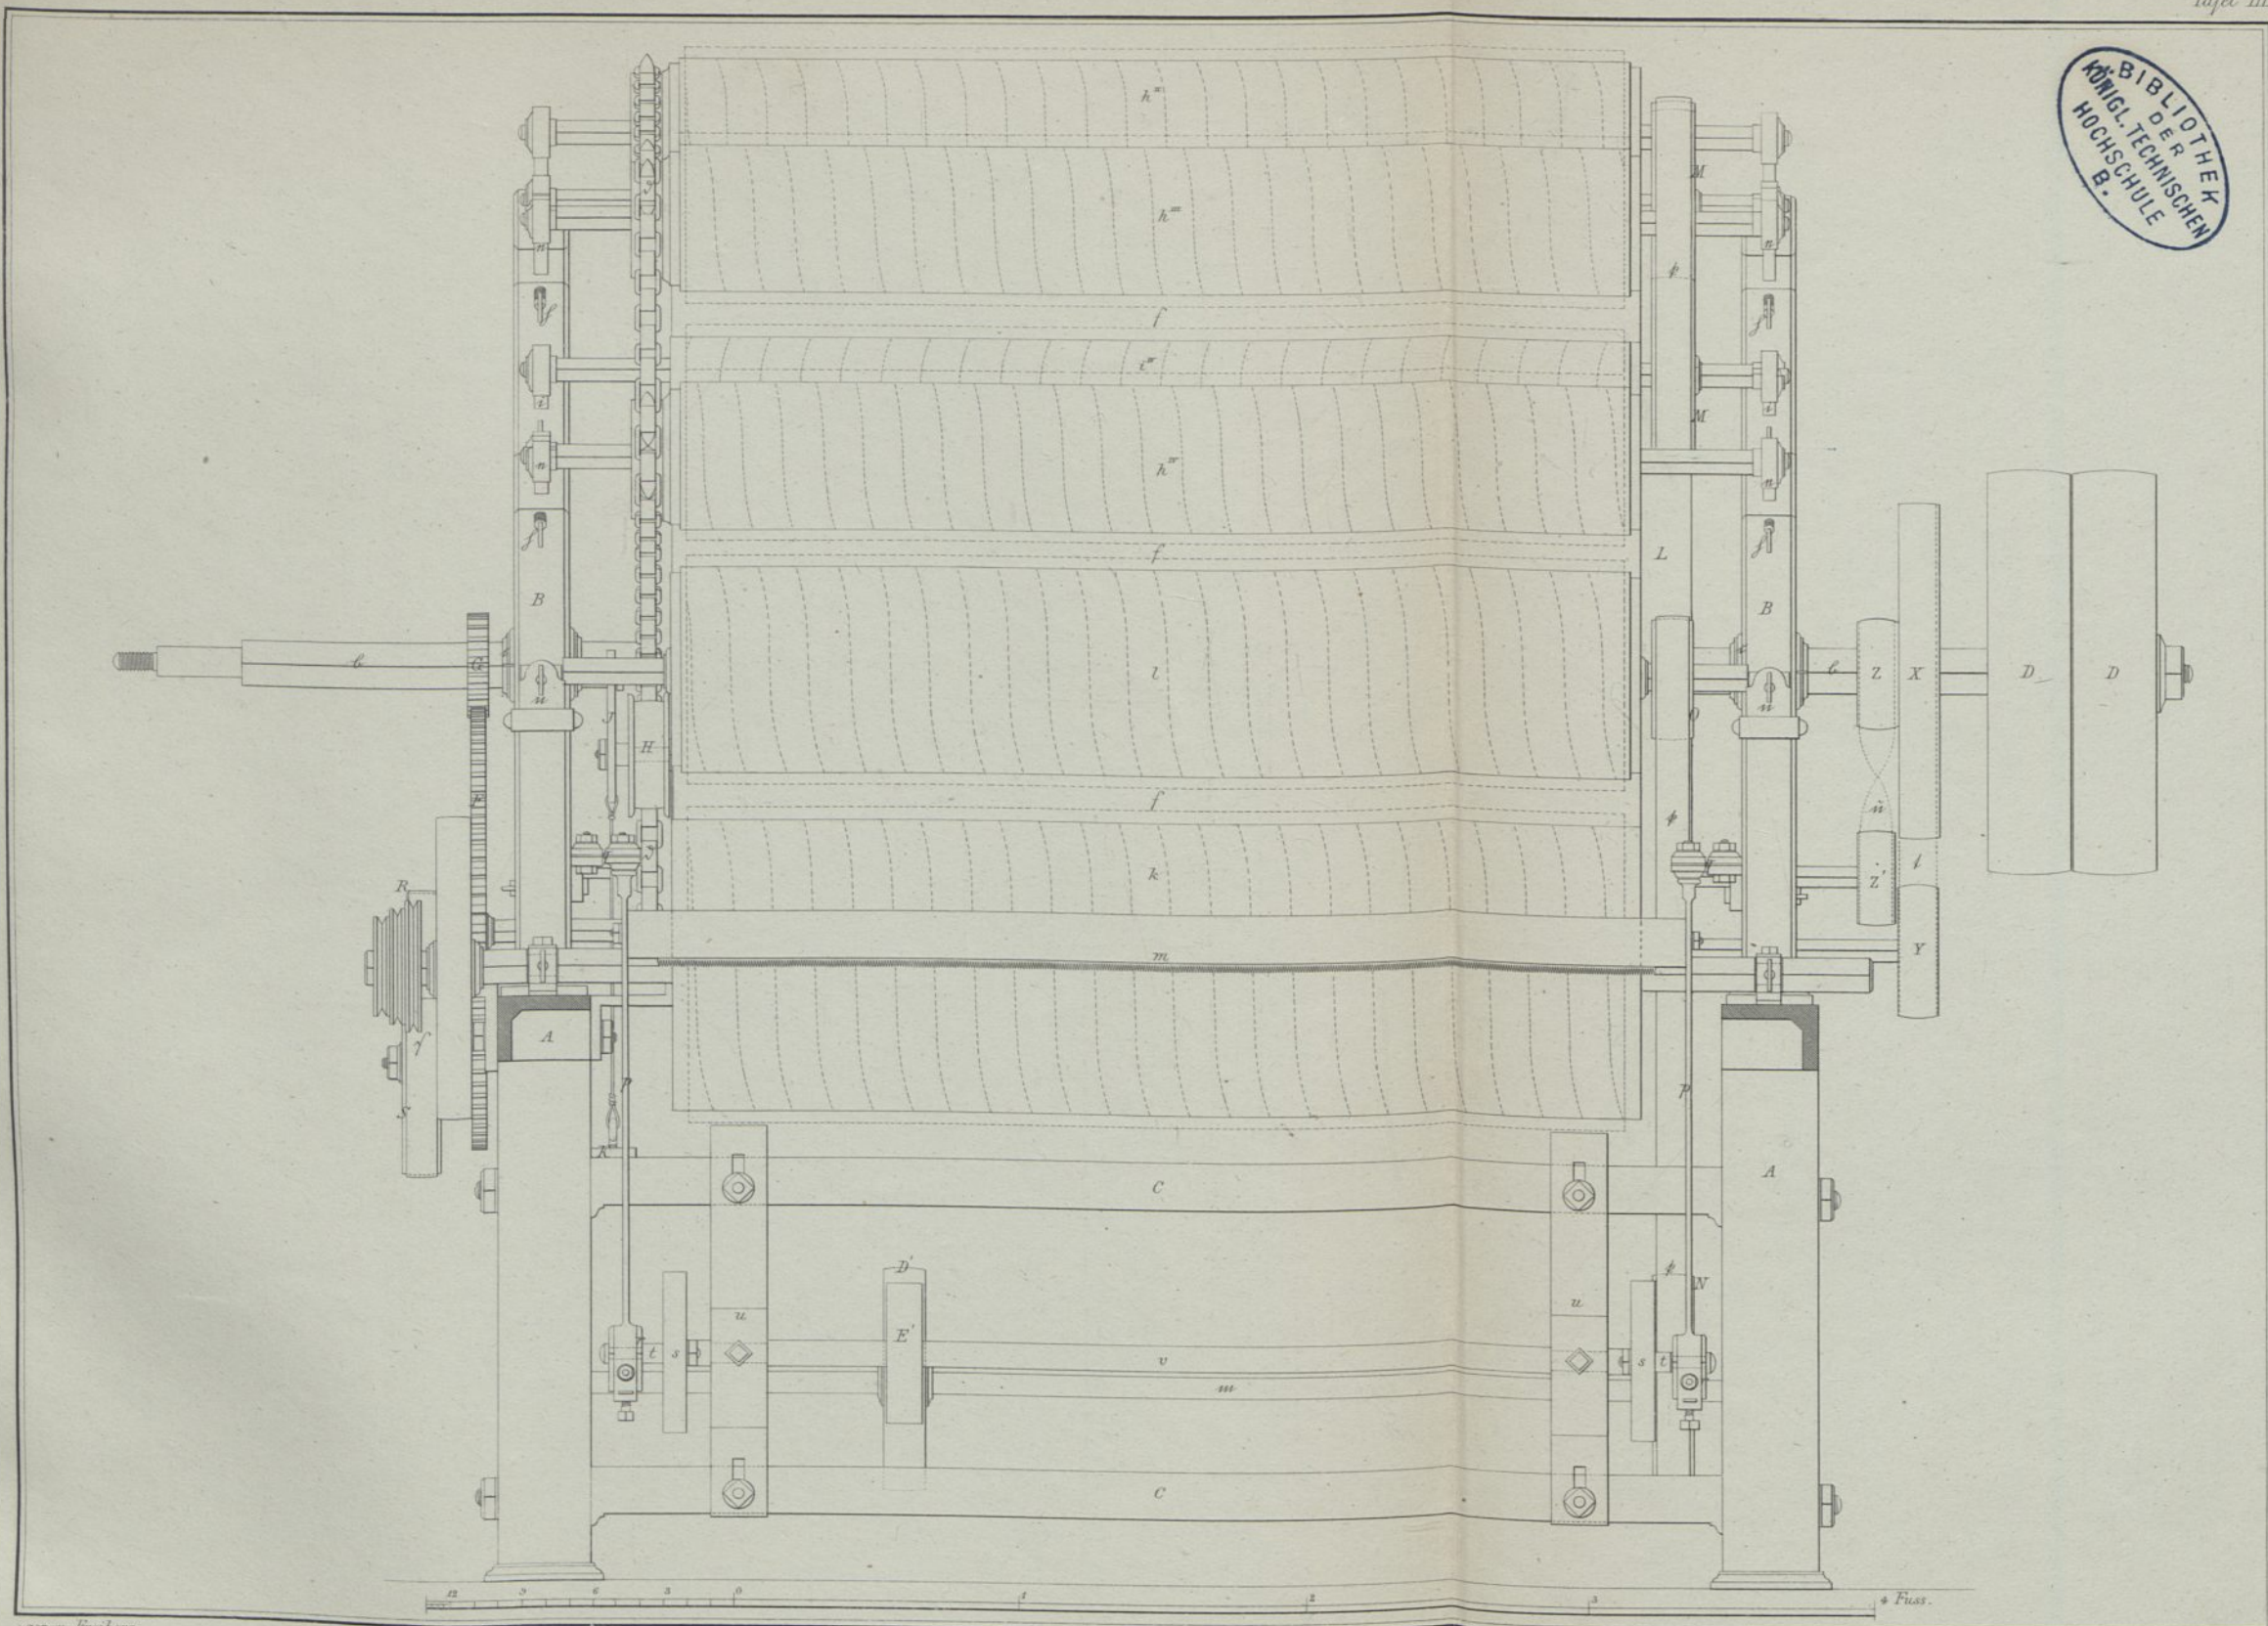 Tafel III
BIBLIOTHEK
DER
KÖNIGL. TECHNISCHEN
HOCHSCHULE
B.
M
n n
p
f f
f
i i
M
n n
f f
f
L
B B
b G l b Z X D D
u u
J H
F f ñ
p l
R k Z'
m Y
A
γ
S P P
A
K C
D'
u E' u p N
t s v s t
m
C
12 9 6 3 0 1 2 3 4 Fuss.